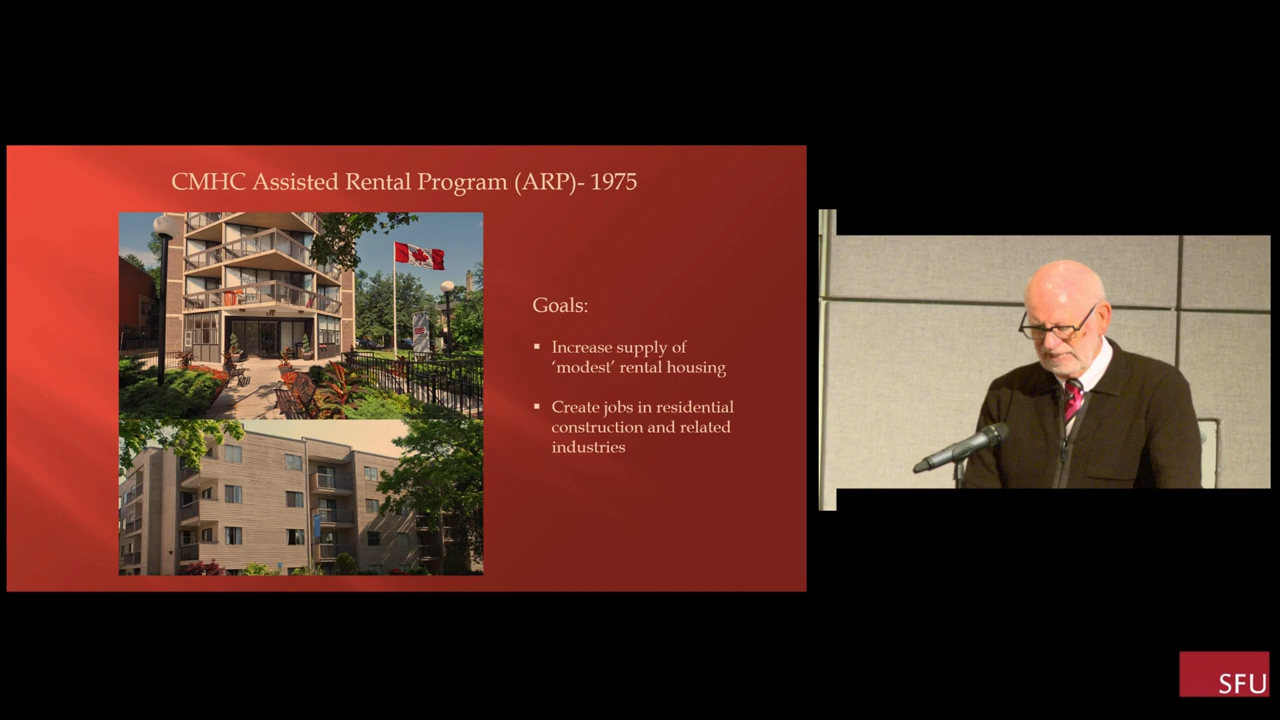 CMHC Assisted Rental Program (ARP)- 1975
Goals:
▪ Increase supply of
‘modest’ rental housing
▪ Create jobs in residential
construction and related
industries
SFU